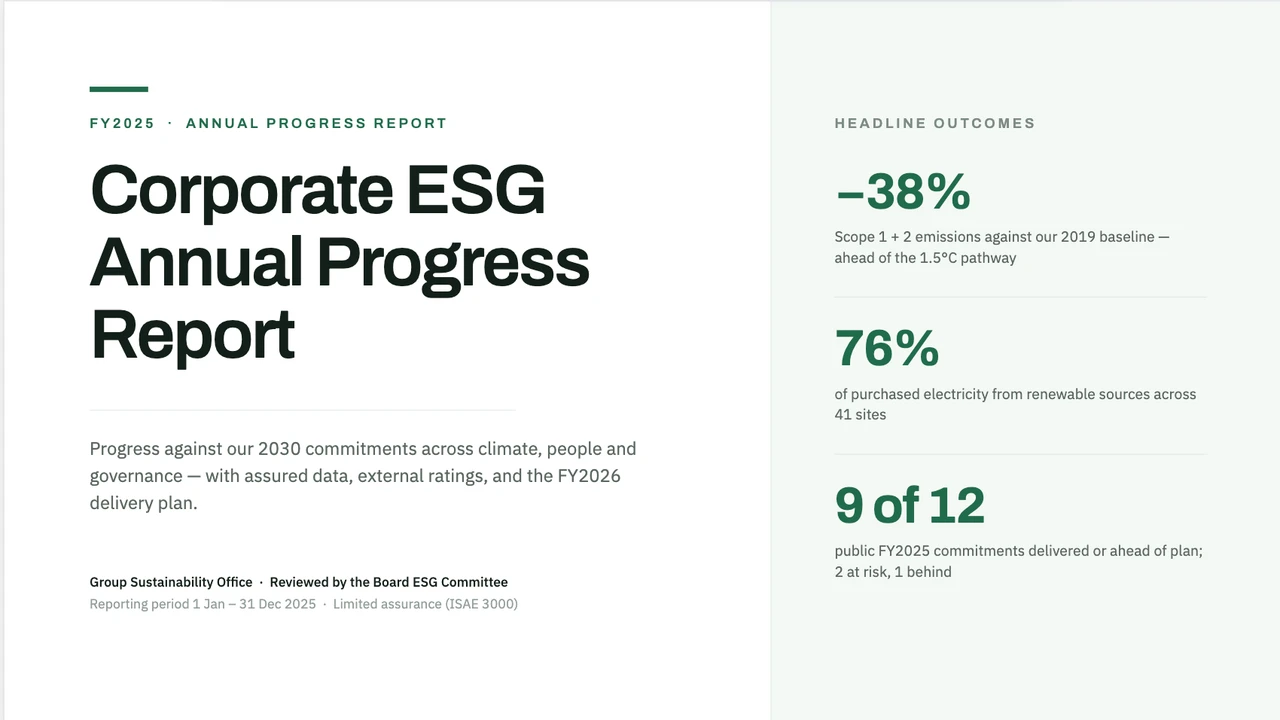 FY2025 · ANNUAL PROGRESS REPORT
Corporate ESG
Annual Progress
Report
Progress against our 2030 commitments across climate, people and
governance — with assured data, external ratings, and the FY2026
delivery plan.
Group Sustainability Office · Reviewed by the Board ESG Committee
Reporting period 1 Jan – 31 Dec 2025 · Limited assurance (ISAE 3000)
HEADLINE OUTCOMES
–38%
Scope 1 + 2 emissions against our 2019 baseline —
ahead of the 1.5°C pathway
76%
of purchased electricity from renewable sources across
41 sites
9 of 12
public FY2025 commitments delivered or ahead of plan;
2 at risk, 1 behind